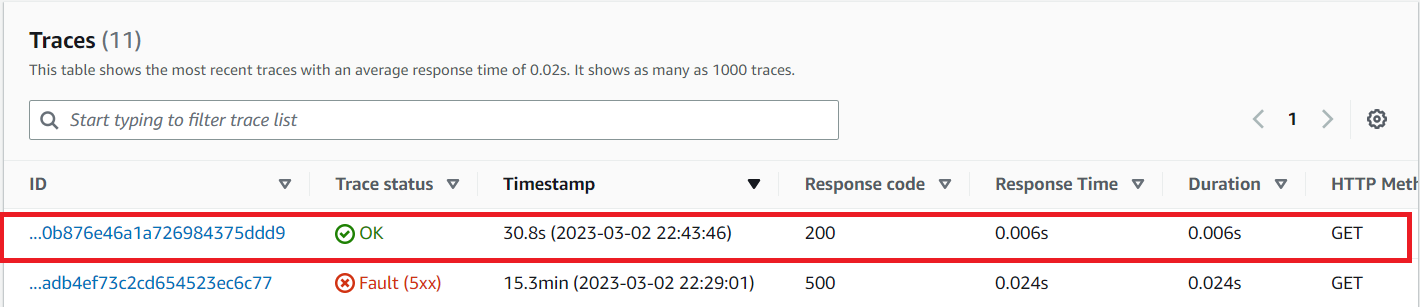 Traces (11)
This table shows the most recent traces with an average response time of 0.02s. It shows as many as 1000 traces.
Start typing to filter trace list
1
ID Trace status Timestamp Response code Response Time Duration HTTP Meth
...0b876e46a1a726984375ddd9 OK 30.8s (2023-03-02 22:43:46) 200 0.006s 0.006s GET
...adb4ef73c2cd654523ec6c77 Fault (5xx) 15.3min (2023-03-02 22:29:01) 500 0.024s 0.024s GET